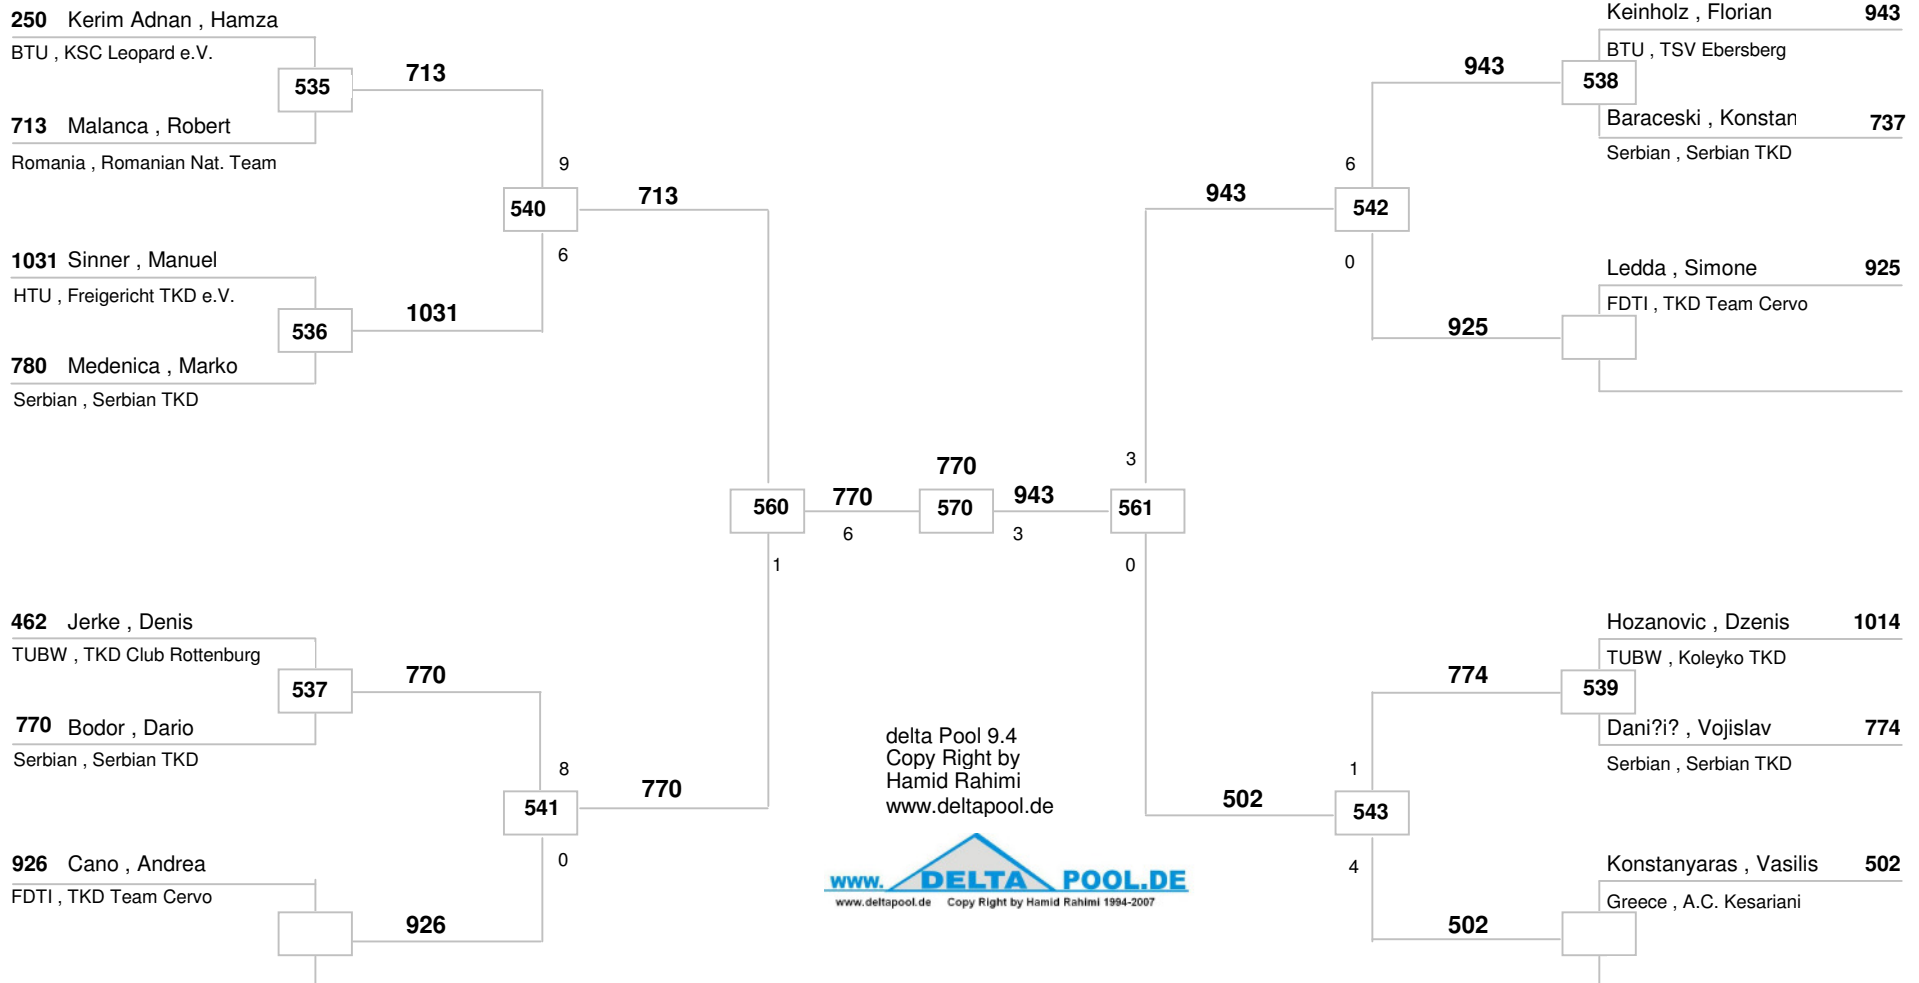 250 Kerim Adnan , Hamza
BTU , KSC Leopard e.V.
535
713
713 Malanca , Robert
Romania , Romanian Nat. Team
9
540
713
6
1031 Sinner , Manuel
HTU , Freigericht TKD e.V.
536
1031
780 Medenica , Marko
Serbian , Serbian TKD
560
770
6
1
462 Jerke , Denis
TUBW , TKD Club Rottenburg
537
770
770 Bodor , Dario
Serbian , Serbian TKD
8
541
770
0
926 Cano , Andrea
FDTI , TKD Team Cervo
926
770
570
943
3
Keinholz , Florian 943
BTU , TSV Ebersberg
943
538
Baraceski , Konstan 737
Serbian , Serbian TKD
6
943
542
0
Ledda , Simone 925
FDTI , TKD Team Cervo
925
3
561
0
Hozanovic , Dzenis 1014
TUBW , Koleyko TKD
774
539
Dani?i? , Vojislav 774
Serbian , Serbian TKD
1
502
543
4
Konstanyaras , Vasilis 502
Greece , A.C. Kesariani
502
delta Pool 9.4
Copy Right by
Hamid Rahimi
www.deltapool.de
www. DELTA POOL.DE
www.deltapool.de Copy Right by Hamid Rahimi 1994-2007